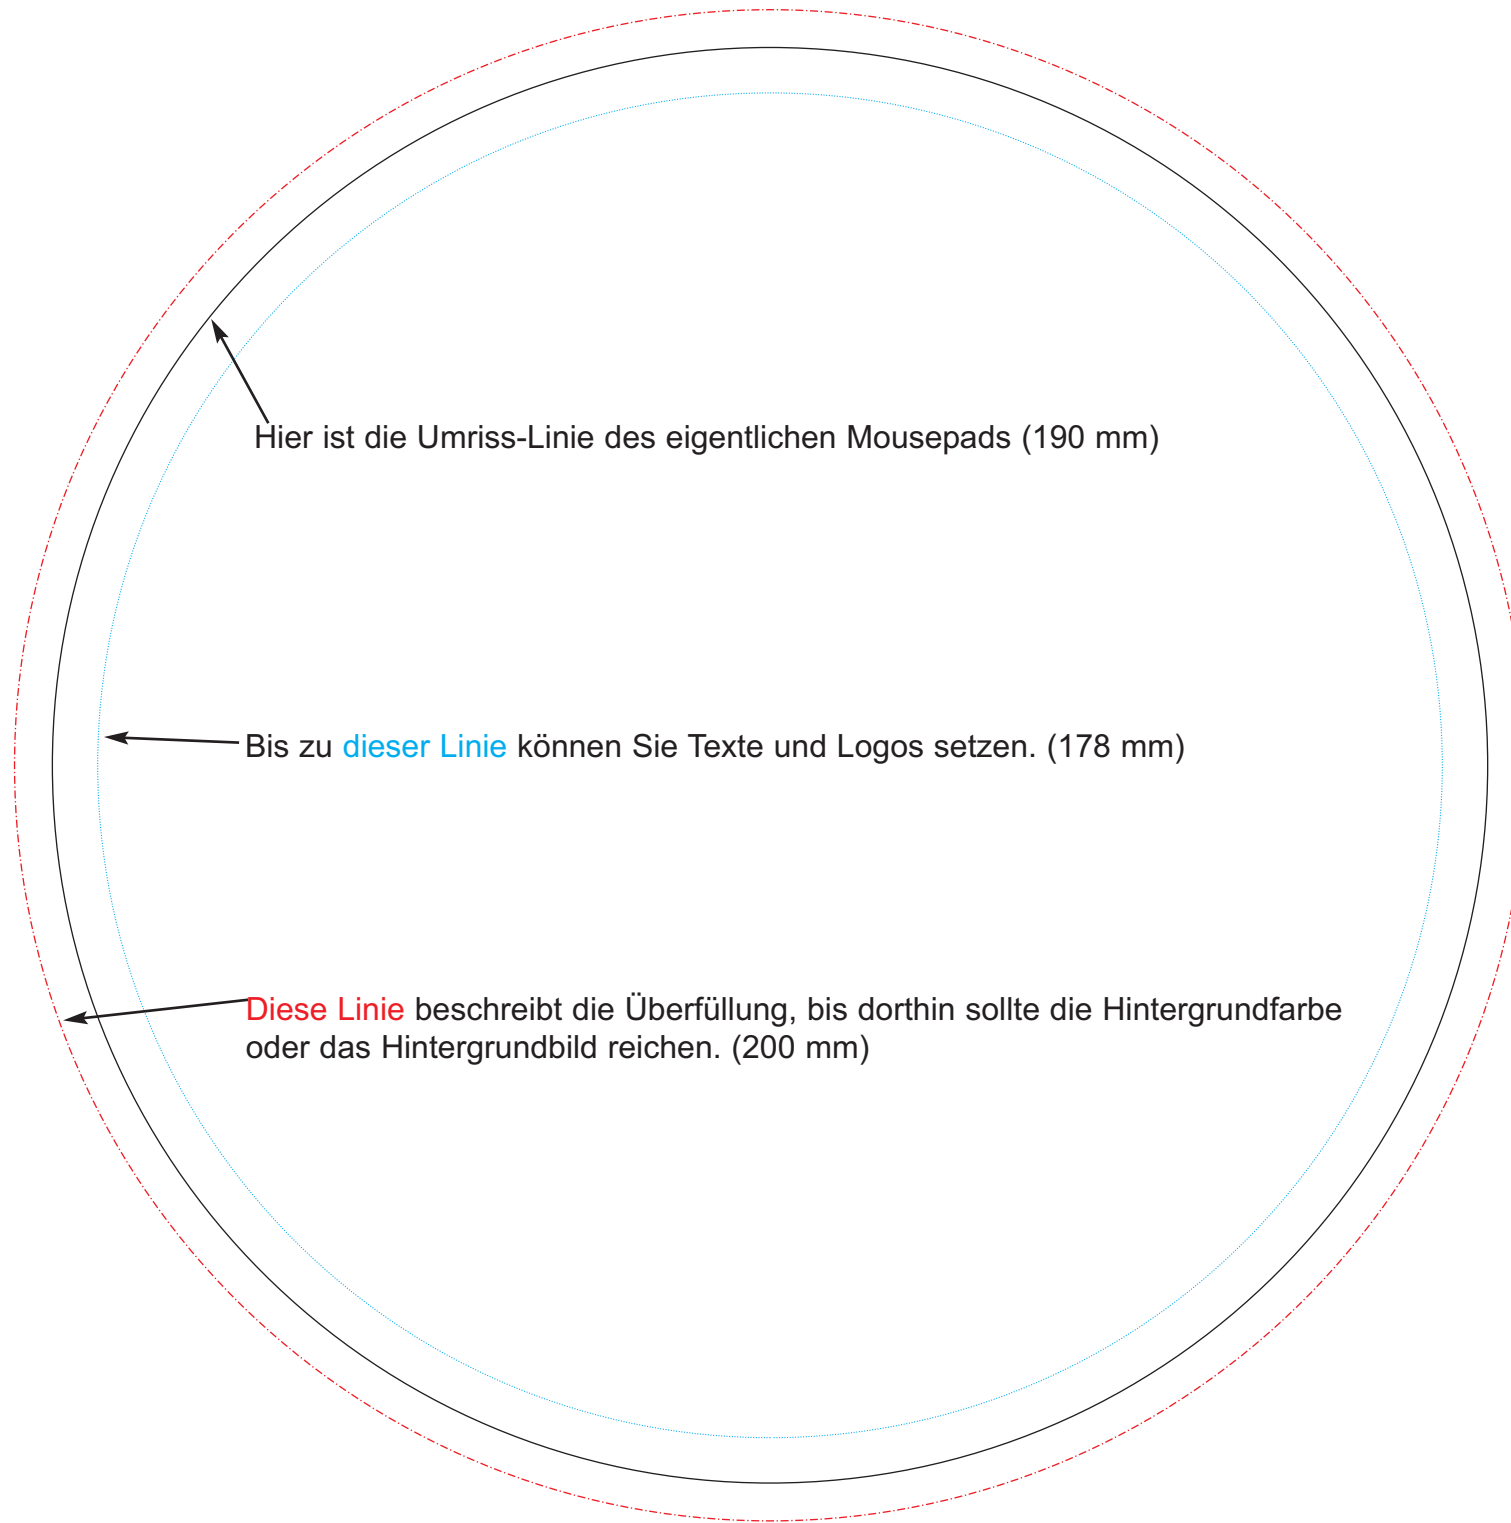 Hier ist die Umriss-Linie des eigentlichen Mousepads (190 mm)
Bis zu dieser Linie können Sie Texte und Logos setzen. (178 mm)
Diese Linie beschreibt die Überfüllung, bis dorthin sollte die Hintergrundfarbe
oder das Hintergrundbild reichen. (200 mm)